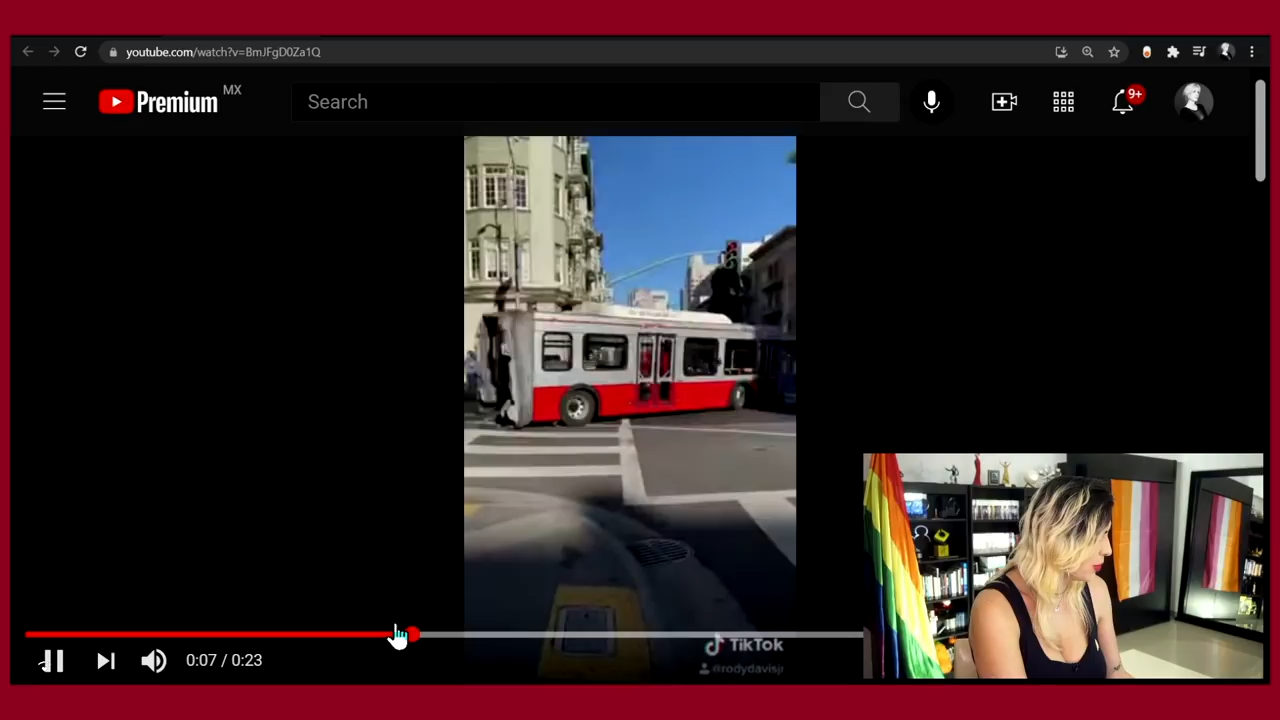 youtube.com/watch?v=BmJFgD0Za1Q
Premium
MX
Search
9+
TikTok
@rodydavisjr
0:07 / 0:23